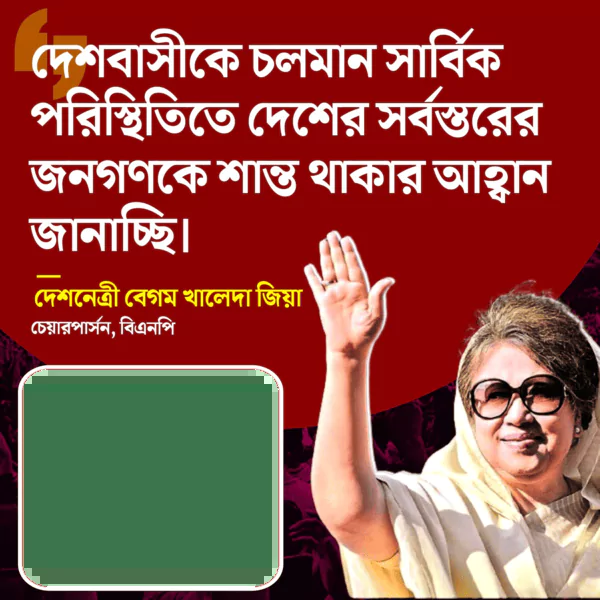 দেশবাসীকে চলমান সার্বিক
পরিস্থিতিতে দেশের সর্বস্তরের
জনগণকে শান্ত থাকার আহ্বান
জানাচ্ছি।
দেশনেত্রী বেগম খালেদা জিয়া
চেয়ারপার্সন, বিএনপি